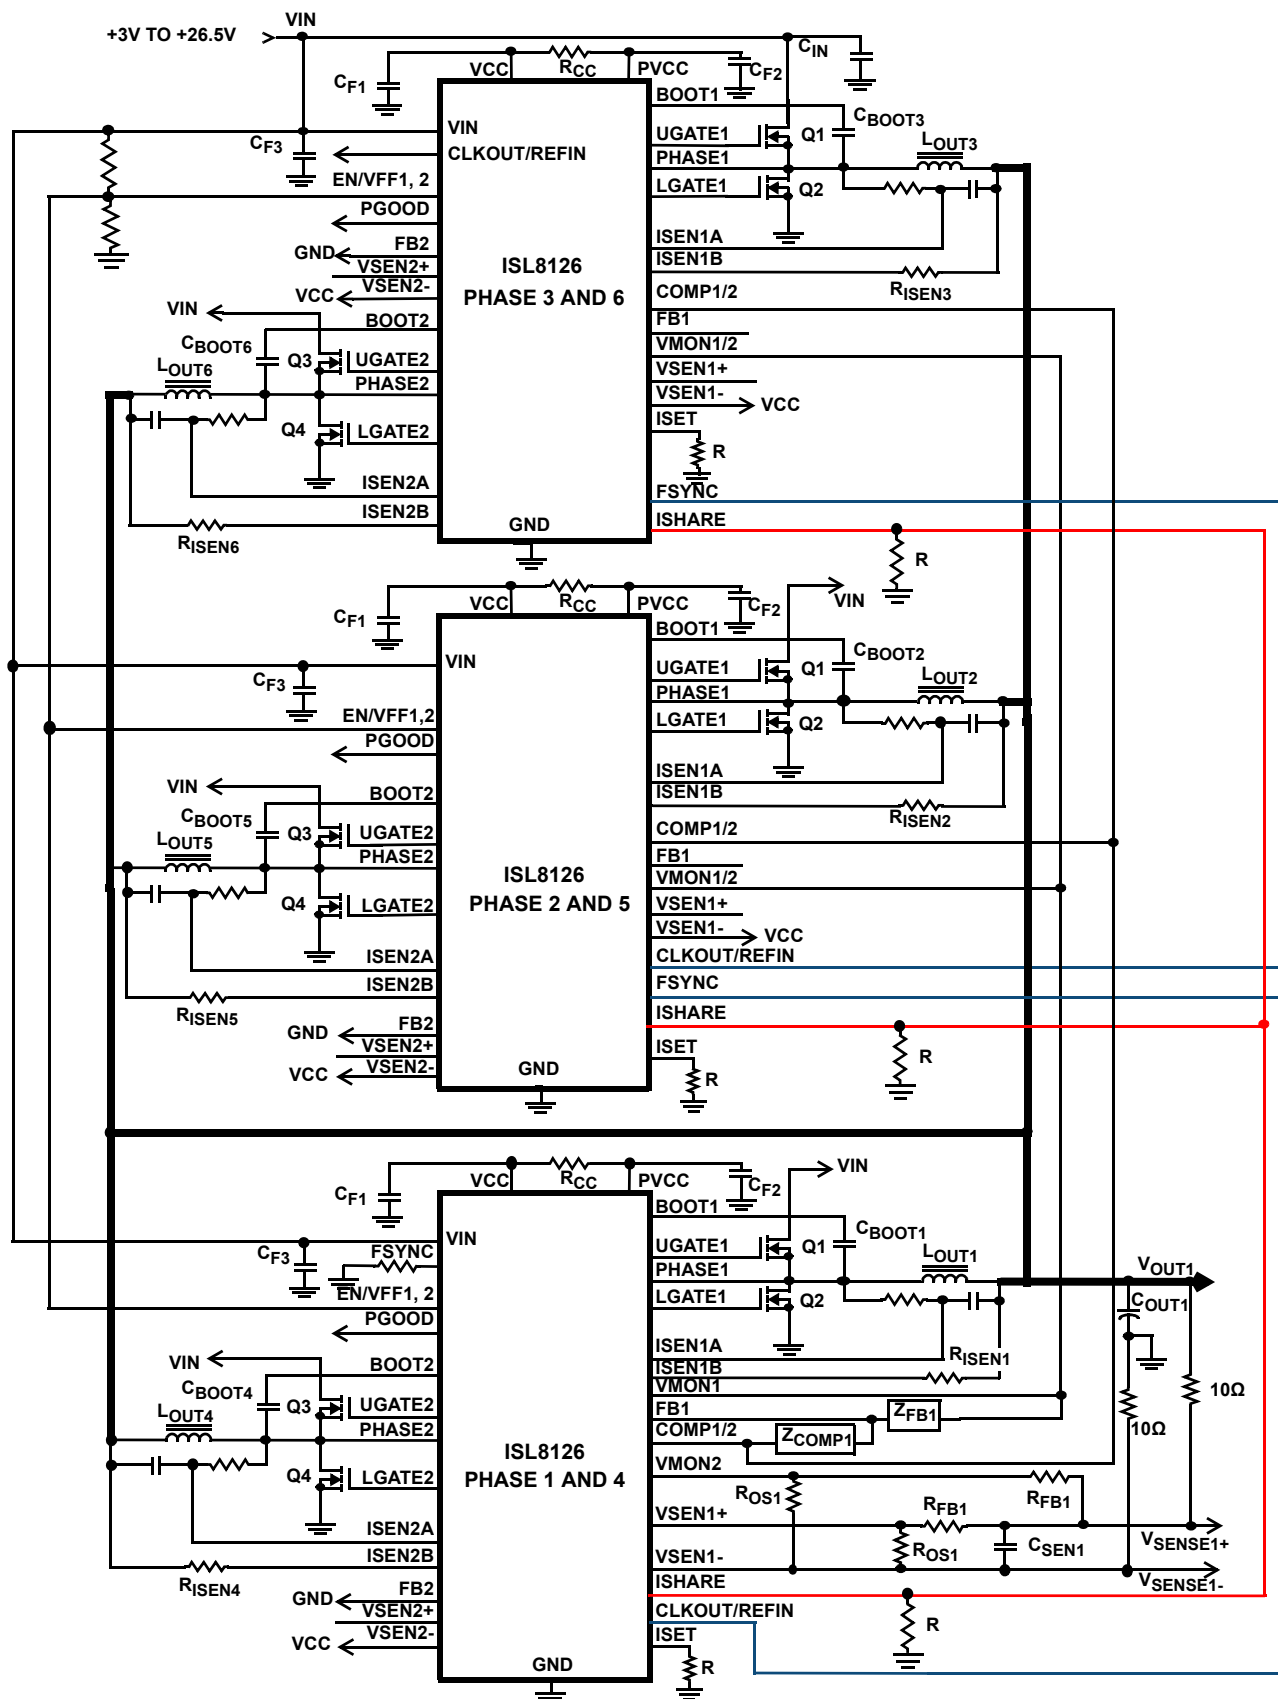 VIN
+3V TO +26.5V
CIN
VCC
RCC
PVCC
CF1
CF2
BOOT1
CBOOT3
VIN
UGATE1
Q1
LOUT3
CF3
CLKOUT/REFIN
PHASE1
EN/VFF1, 2
LGATE1
Q2
PGOOD
ISEN1A
FB2
GND
ISEN1B
VSEN2+
ISL8126
VSEN2-
VCC
PHASE 3 AND 6
COMP1/2
RISEN3
VIN
BOOT2
FB1
CBOOT6
VMON1/2
Q3
UGATE2
LOUT6
VSEN1+
PHASE2
VSEN1-
VCC
ISET
Q4
LGATE2
R
ISEN2A
FSYNC
ISEN2B
ISHARE
GND
RISEN6
R
VCC
RCC
PVCC
CF1
CF2
VIN
BOOT1
CBOOT2
VIN
UGATE1
Q1
LOUT2
CF3
PHASE1
EN/VFF1,2
LGATE1
Q2
PGOOD
ISEN1A
VIN
BOOT2
ISEN1B
CBOOT5
RISEN2
Q3
UGATE2
COMP1/2
LOUT5
PHASE2
FB1
ISL8126
VMON1/2
Q4
LGATE2
PHASE 2 AND 5
VSEN1+
VSEN1-
VCC
ISEN2A
CLKOUT/REFIN
ISEN2B
FSYNC
RISEN5
ISHARE
GND
FB2
VSEN2+
ISET
R
VCC
VSEN2-
GND
R
VCC
RCC
PVCC
VIN
CF1
CF2
BOOT1
CBOOT1
VIN
CF3
FSYNC
UGATE1
Q1
LOUT1
VOUT1
PHASE1
EN/VFF1, 2
LGATE1
Q2
COUT1
PGOOD
ISEN1A
RISEN1
VIN
BOOT2
ISEN1B
VMON1
CBOOT4
10Ω
Q3
UGATE2
FB1
ZFB1
LOUT4
PHASE2
COMP1/2
ZCOMP1
10Ω
ISL8126
VMON2
Q4
LGATE2
PHASE 1 AND 4
ROS1
RFB1
VSEN1+
RFB1
ISEN2A
ROS1
CSEN1
VSENSE1+
ISEN2B
VSEN1-
RISEN4
ISHARE
VSENSE1-
GND
FB2
VSEN2+
CLKOUT/REFIN
R
VCC
VSEN2-
ISET
GND
R